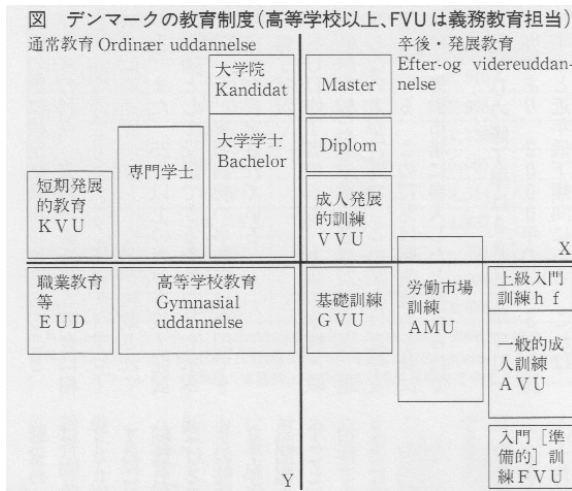 図 デンマークの教育制度(高等学校以上、FVUは義務教育担当)
通常教育 Ordinær uddannelse
卒後・発展教育
Efter-og videreuddan-
nelse
大学院
Kandidat
Master
専門学士
大学学士
Bachelor
Diplom
短期発展
的教育
KVU
成人発展
的訓練
VVU
X
職業教育
等
EUD
高等学校教育
Gymnasial
uddannelse
基礎訓練
GVU
労働市場
訓練
AMU
上級入門
訓練hf
一般的成
人訓練
AVU
入門[準
備的]訓
練FVU
Y